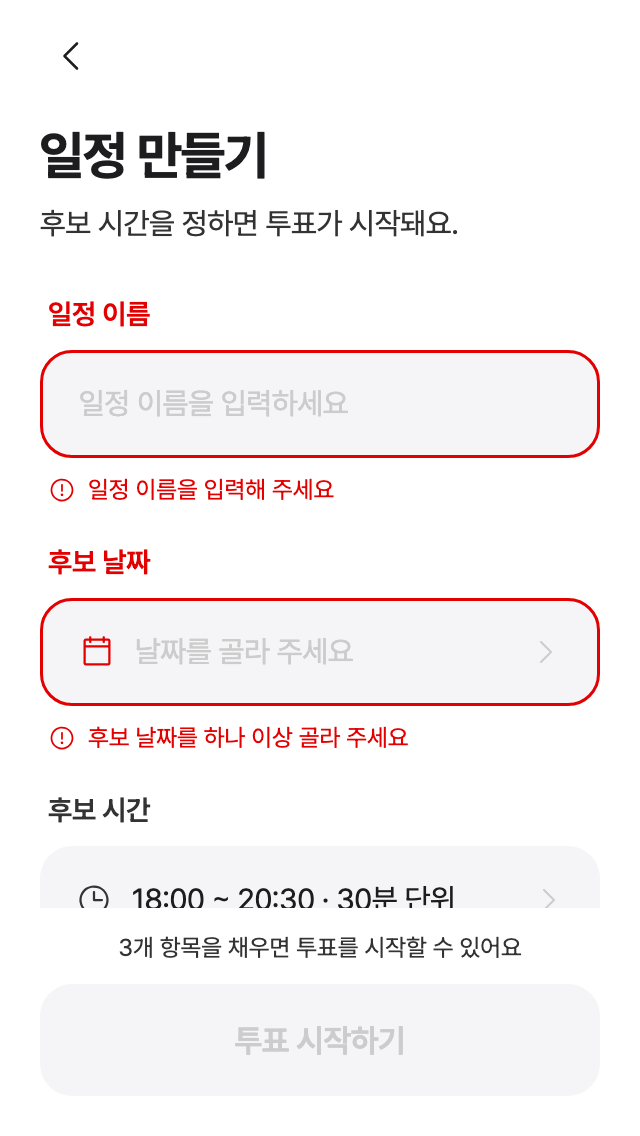 일정 만들기
후보 시간을 정하면 투표가 시작돼요.
일정 이름
일정 이름을 입력하세요
일정 이름을 입력해 주세요
후보 날짜
날짜를 골라 주세요
후보 날짜를 하나 이상 골라 주세요
후보 시간
18:00 ~ 20:30 · 30분 단위
3개 항목을 채우면 투표를 시작할 수 있어요
투표 시작하기